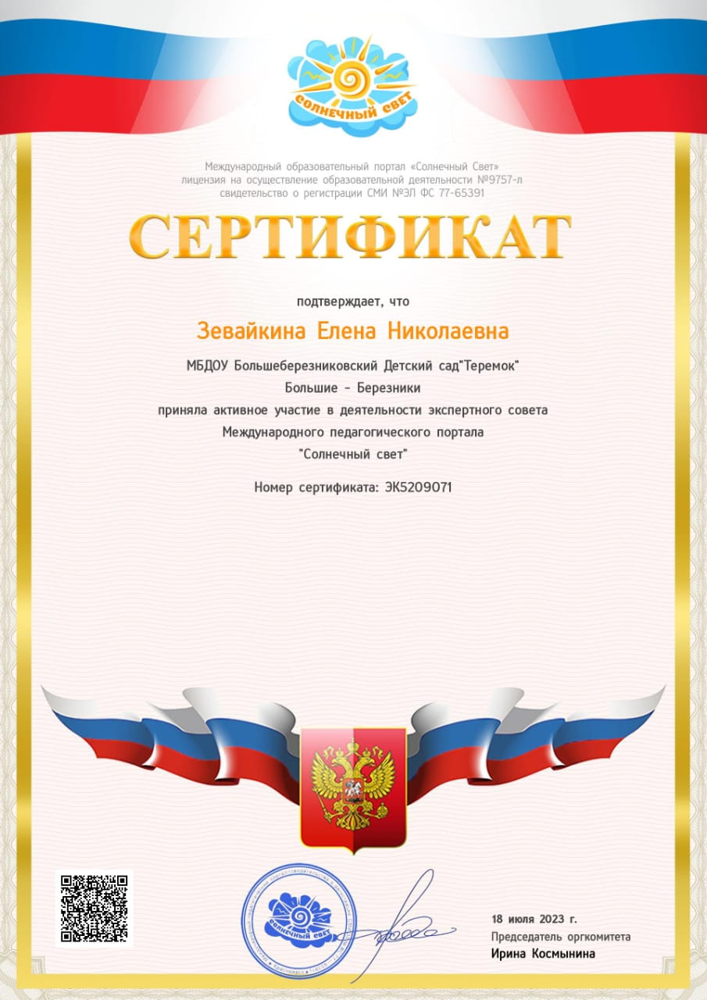 СОЛНЕЧНЫЙ СВЕТ
Международный образовательный портал «Солнечный Свет»
лицензия на осуществление образовательной деятельности №9757-л
свидетельство о регистрации СМИ №ЭЛ ФС 77-65391
СЕРТИФИКАТ
подтверждает, что
Зевайкина Елена Николаевна
МБДОУ Большеберезниковский Детский сад"Теремок"
Большие - Березники
приняла активное участие в деятельности экспертного совета
Международного педагогического портала
"Солнечный свет"
Номер сертификата: ЭК5209071
СОЛНЕЧНЫЙ СВЕТ
18 июля 2023 г.
Председатель оргкомитета
Ирина Космынина